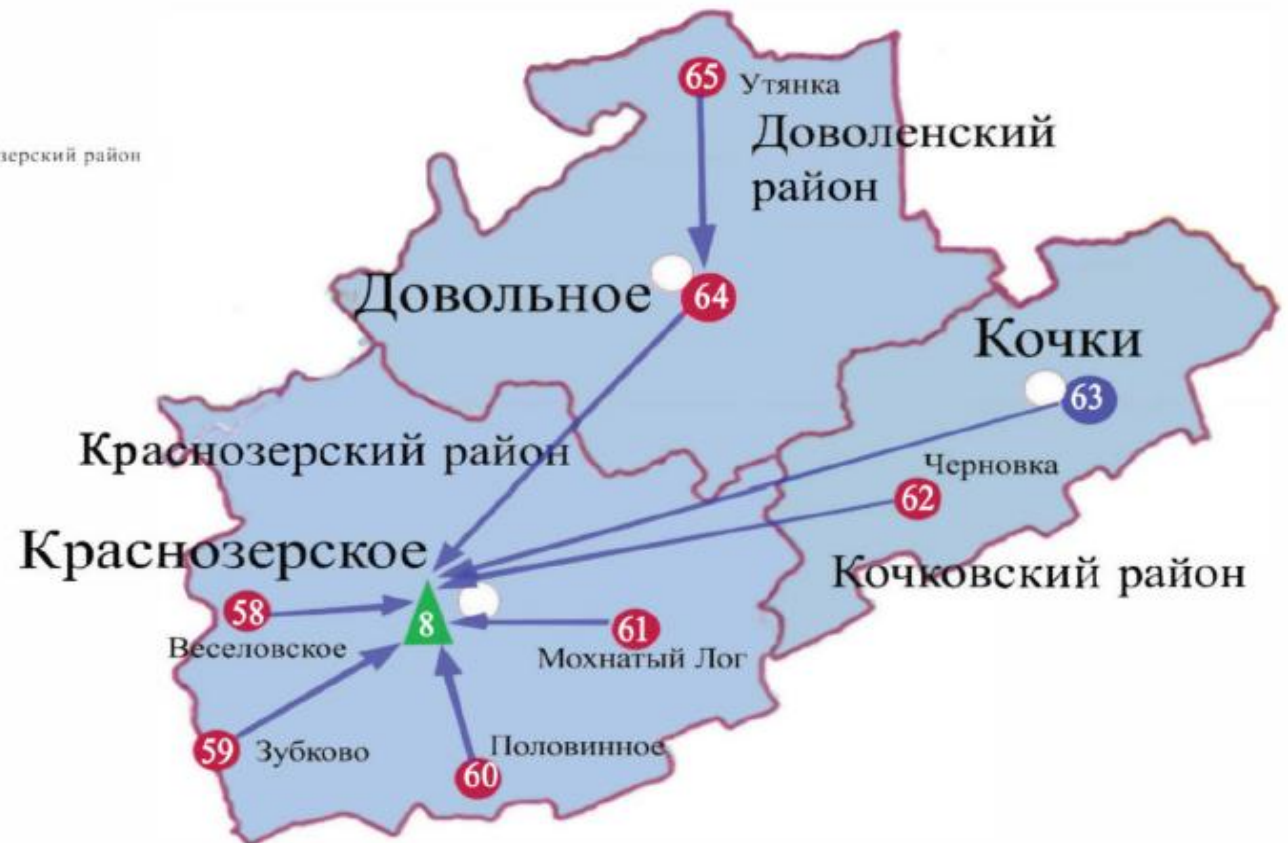 65
Утянка
Доволенский
район
зерский район
Довольное
64
Кочки
63
Краснозерский район
Черновка
62
Краснозерское
Кочковский район
58
8
61
Веселовское
Мохнатый Лог
59
Зубково
Половинное
60